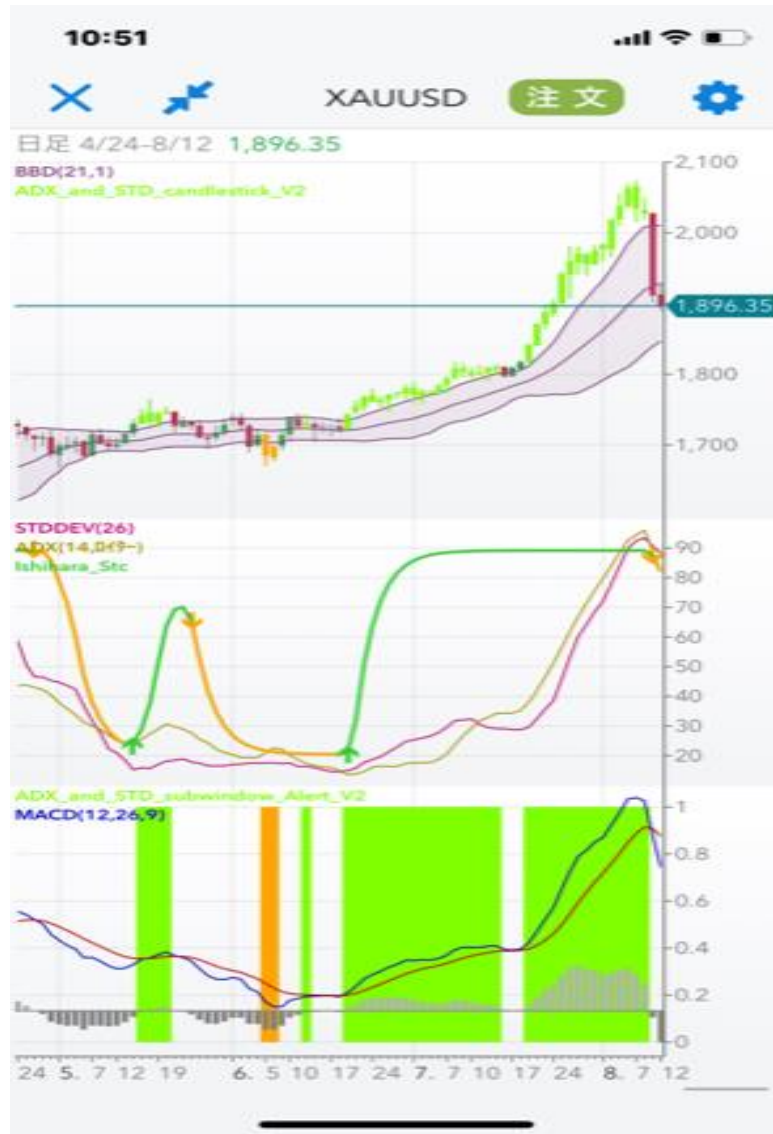 10:51
XAUUSD 注文
日足 4/24-8/12 1,896.35
BBD(21,1)
ADX_and_STD_candlestick_V2
2,100
2,000
1,896.35
1,800
1,700
STDDEV(26)
Ishihara_Stc
90
80
70
60
50
40
30
20
ADX_and_STD_subwindow_Alert_V2
MACD(12,26,9)
1
0.8
0.6
0.4
0.2
0
24 5. 7 12 19 6. 5 10 17 24 7. 7 10 17 24 8. 7 12